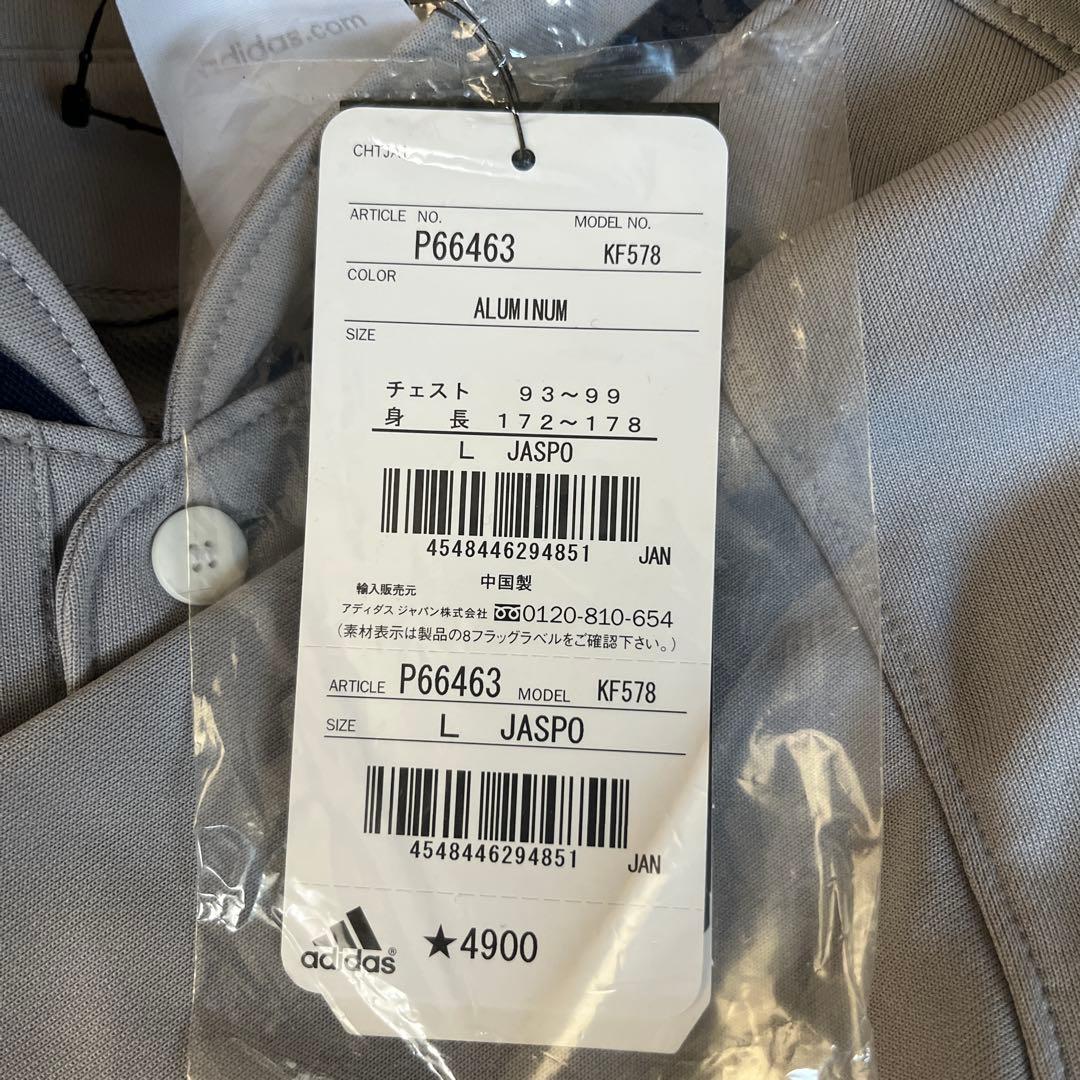 adidas.com
ARTICLE NO. MODEL NO.
P66463 KF578
COLOR
ALUMINUM
SIZE
チェスト 93～99
身 長 172～178
L JASPO
4548446294851 JAN
中国製
輸入販売元
アディダス ジャパン株式会社 0120-810-654
(素材表示は製品の8フラッグラベルをご確認下さい。)
ARTICLE P66463 MODEL KF578
SIZE L JASPO
4548446294851 JAN
adidas® ★4900